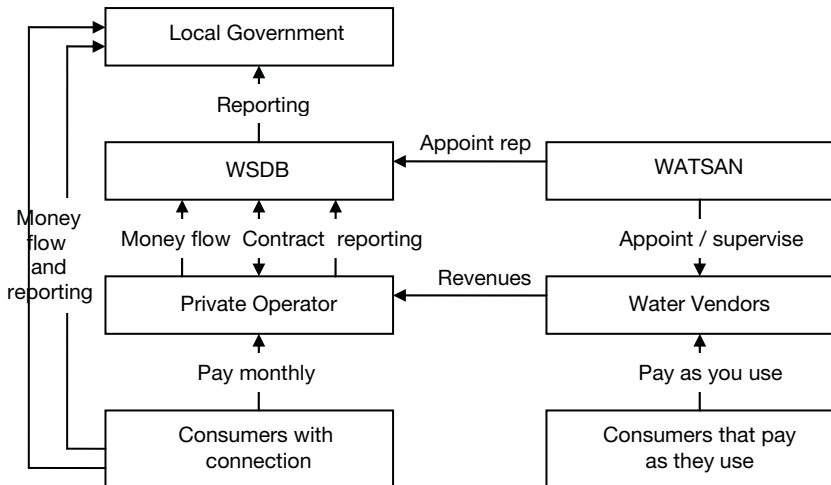 Local Government
Reporting
Appoint rep
WSDB
WATSAN
Money
flow
and
reporting
Money flow
Contract
reporting
Appoint / supervise
Revenues
Private Operator
Water Vendors
Pay monthly
Pay as you use
Consumers with
connection
Consumers that pay
as they use